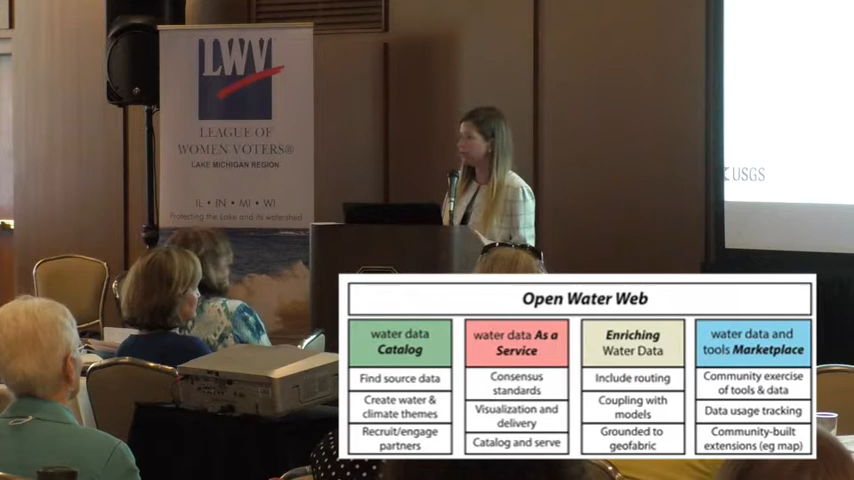 LWV
LEAGUE OF
WOMEN VOTERS®
LAKE MICHIGAN REGION
IL • IN • MI • WI
Protecting the Lake and its watershed
USGS
Open Water Web
water data
Catalog
Find source data
Create water &
climate themes
Recruit/engage
partners
water data As a
Service
Consensus
standards
Visualization and
delivery
Catalog and serve
Enriching
Water Data
Include routing
Coupling with
models
Grounded to
geofabric
water data and
tools Marketplace
Community exercise
of tools & data
Data usage tracking
Community-built
extensions (eg map)